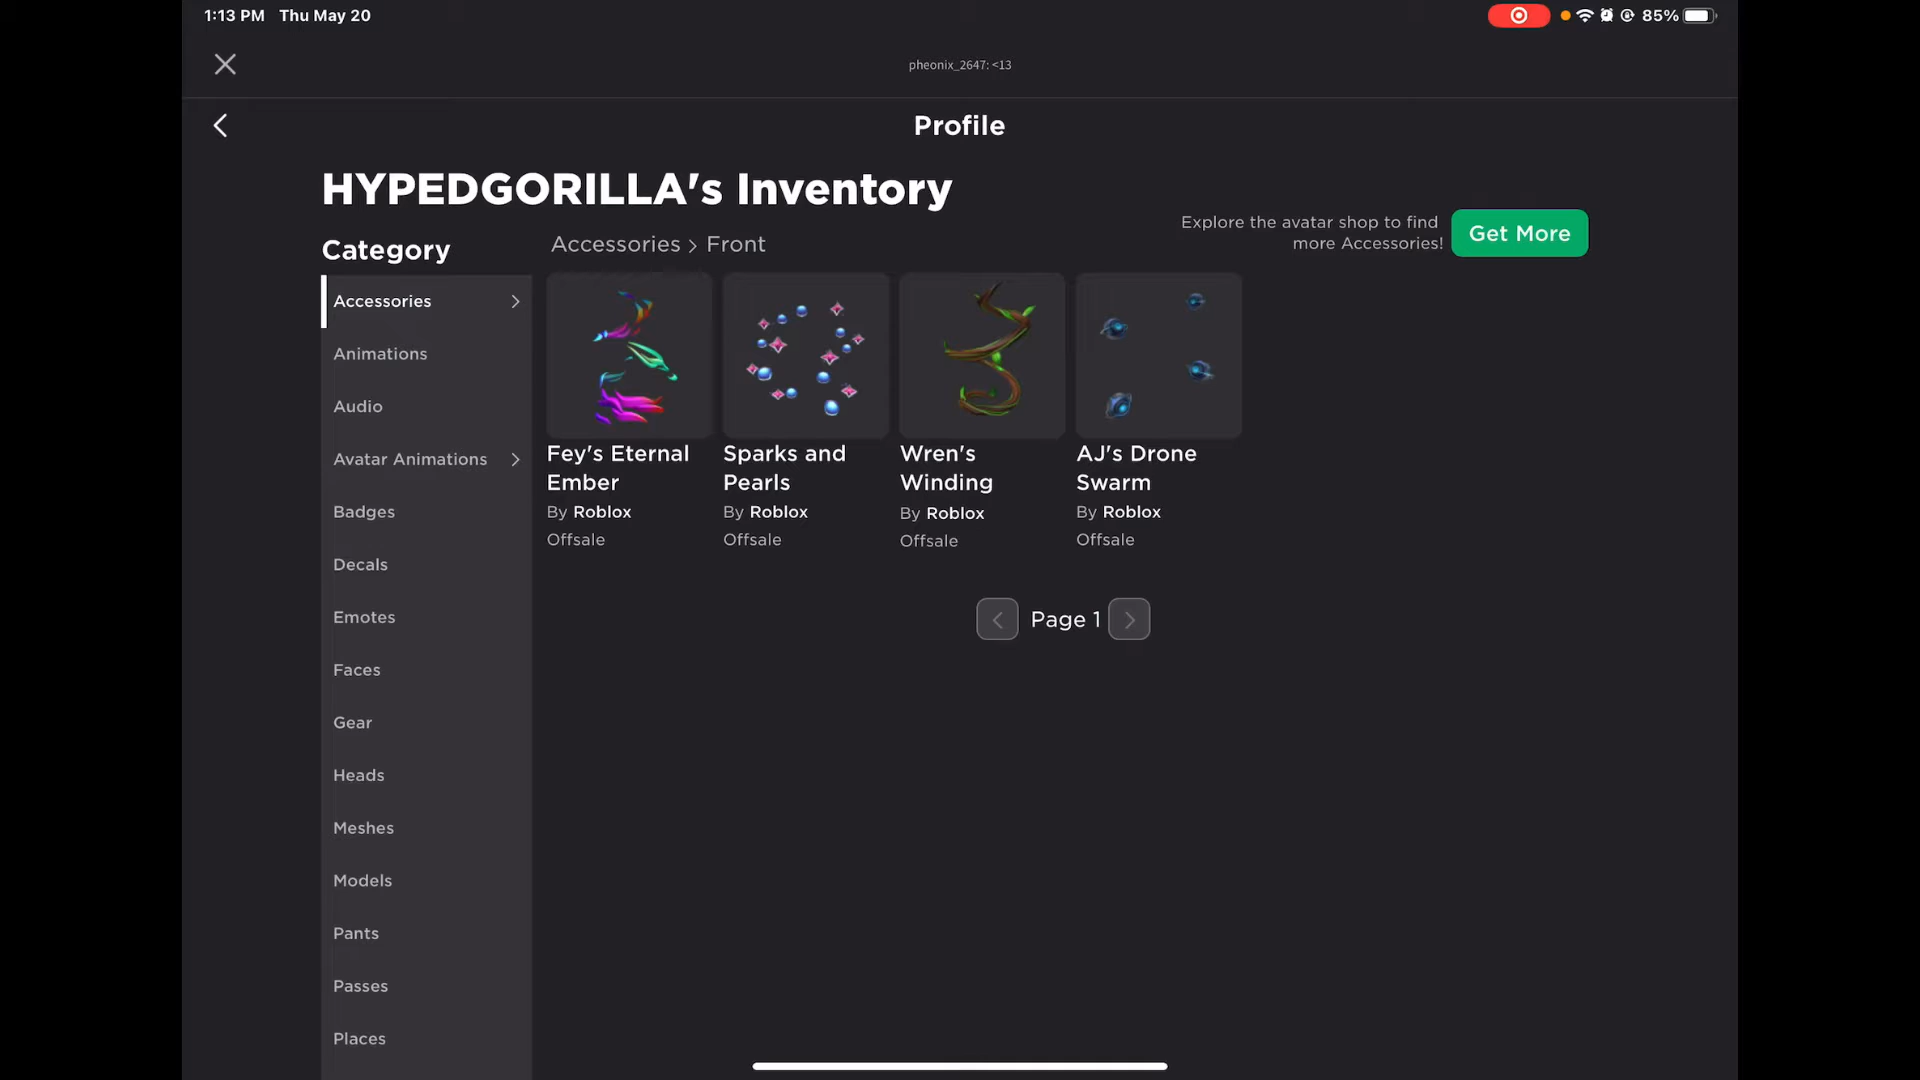 1:13 PM Thu May 20
85%
pheonix_2647: <13
Profile
HYPEDGORILLA's Inventory
Explore the avatar shop to find
more Accessories!
Get More
Category
Accessories > Front
Accessories
Animations
Audio
Avatar Animations
Badges
Decals
Emotes
Faces
Gear
Heads
Meshes
Models
Pants
Passes
Places
Fey's Eternal
Ember
By Roblox
Offsale
Sparks and
Pearls
By Roblox
Offsale
Wren's
Winding
By Roblox
Offsale
AJ's Drone
Swarm
By Roblox
Offsale
Page 1